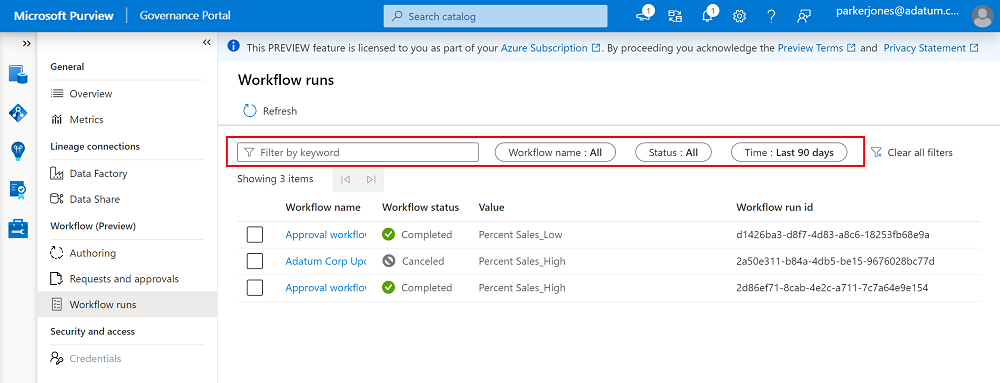 Microsoft Purview | Governance Portal
Search catalog
1
1
parkerjones@adatum.c...
General
Overview
Metrics
Lineage connections
Data Factory
Data Share
Workflow (Preview)
Authoring
Requests and approvals
Workflow runs
Security and access
Credentials
This PREVIEW feature is licensed to you as part of your Azure Subscription. By proceeding you acknowledge the Preview Terms and Privacy Statement
Workflow runs
Refresh
Filter by keyword
Workflow name : All
Status : All
Time : Last 90 days
Clear all filters
Showing 3 items
Workflow name Workflow status Value Workflow run id
Approval workflow Completed Percent Sales_Low d1426ba3-d8f7-4d83-a8c6-18253fb68e9a
Adatum Corp Upd Canceled Percent Sales_High 2a50e311-b84a-4db5-be15-9676028bc77d
Approval workflow Completed Percent Sales_High 2d86ef71-8cab-4e2c-a711-7c7a64e9e154